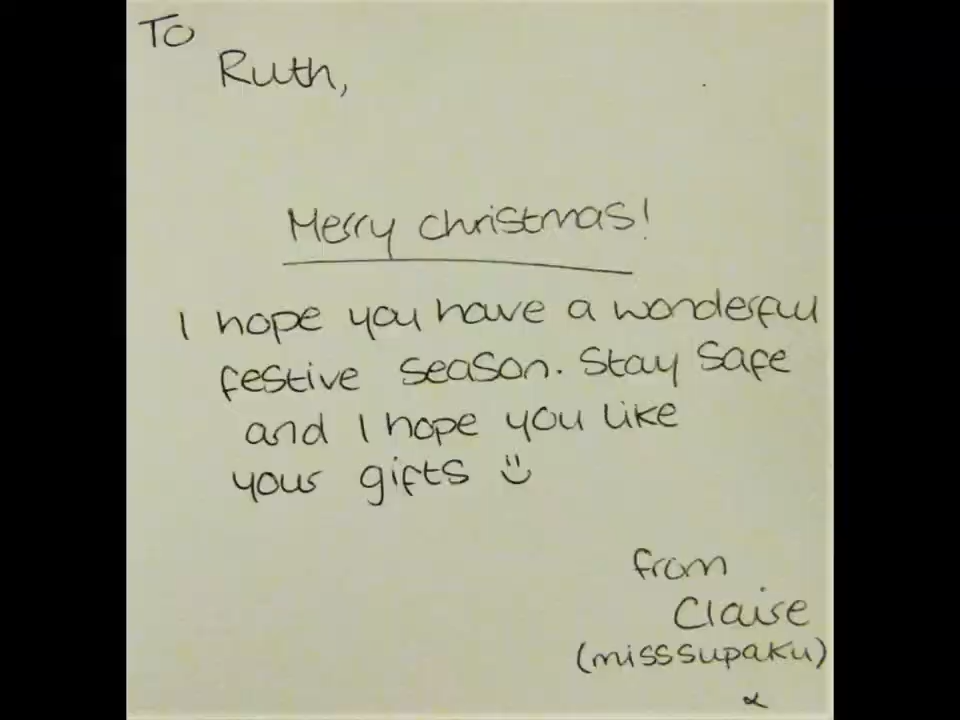 To
Ruth,
Merry christmas!
I hope you have a wonderful
festive season. Stay Safe
and I hope you like
your gifts :)
from
Claire
(misssupaku)
x